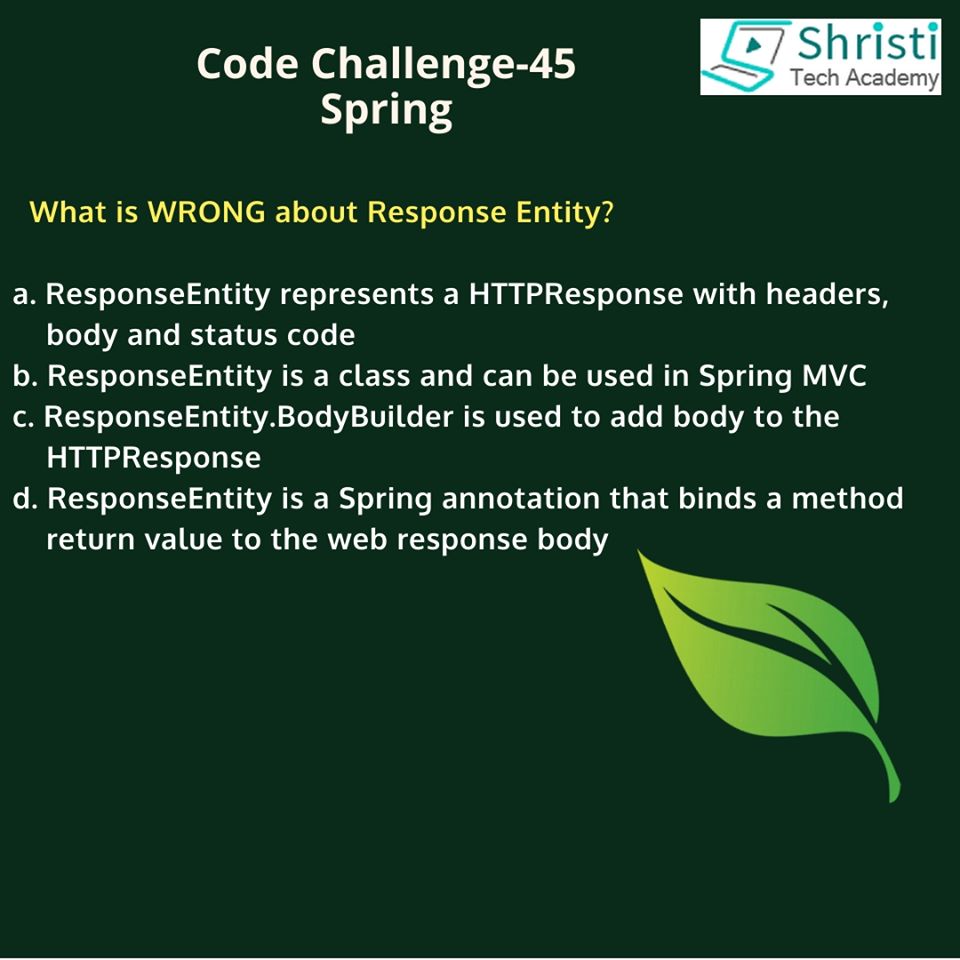 Code Challenge-45
Spring
Shristi
Tech Academy
What is WRONG about Response Entity?
a. ResponseEntity represents a HTTPResponse with headers,
body and status code
b. ResponseEntity is a class and can be used in Spring MVC
c. ResponseEntity.BodyBuilder is used to add body to the
HTTPResponse
d. ResponseEntity is a Spring annotation that binds a method
return value to the web response body